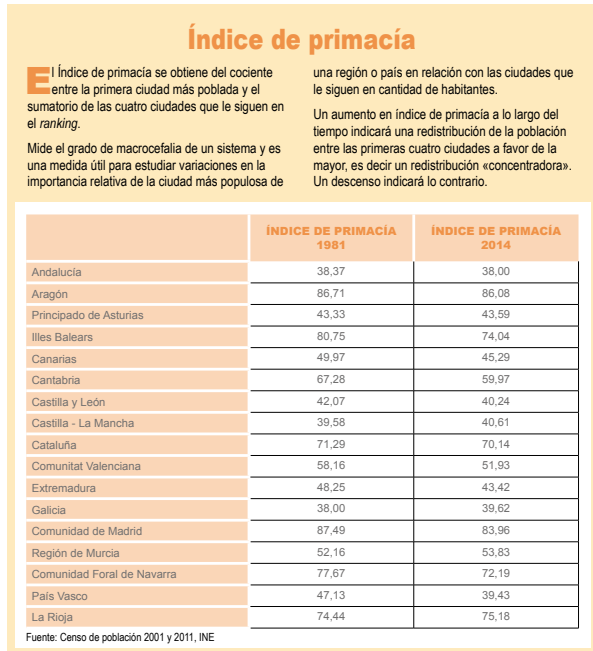 Índice de primacía
El Índice de primacía se obtiene del cociente
entre la primera ciudad más poblada y el
sumatorio de las cuatro ciudades que le siguen en
el ranking.
Mide el grado de macrocefalia de un sistema y es
una medida útil para estudiar variaciones en la
importancia relativa de la ciudad más populosa de
una región o país en relación con las ciudades que
le siguen en cantidad de habitantes.
Un aumento en índice de primacía a lo largo del
tiempo indicará una redistribución de la población
entre las primeras cuatro ciudades a favor de la
mayor, es decir un redistribución «concentradora».
Un descenso indicará lo contrario.
ÍNDICE DE PRIMACÍA 1981 ÍNDICE DE PRIMACÍA 2014
Andalucía 38,37 38,00
Aragón 86,71 86,08
Principado de Asturias 43,33 43,59
Illes Balears 80,75 74,04
Canarias 49,97 45,29
Cantabria 67,28 59,97
Castilla y León 42,07 40,24
Castilla - La Mancha 39,58 40,61
Cataluña 71,29 70,14
Comunitat Valenciana 58,16 51,93
Extremadura 48,25 43,42
Galicia 38,00 39,62
Comunidad de Madrid 87,49 83,96
Región de Murcia 52,16 53,83
Comunidad Foral de Navarra 77,67 72,19
País Vasco 47,13 39,43
La Rioja 74,44 75,18
Fuente: Censo de población 2001 y 2011, INE